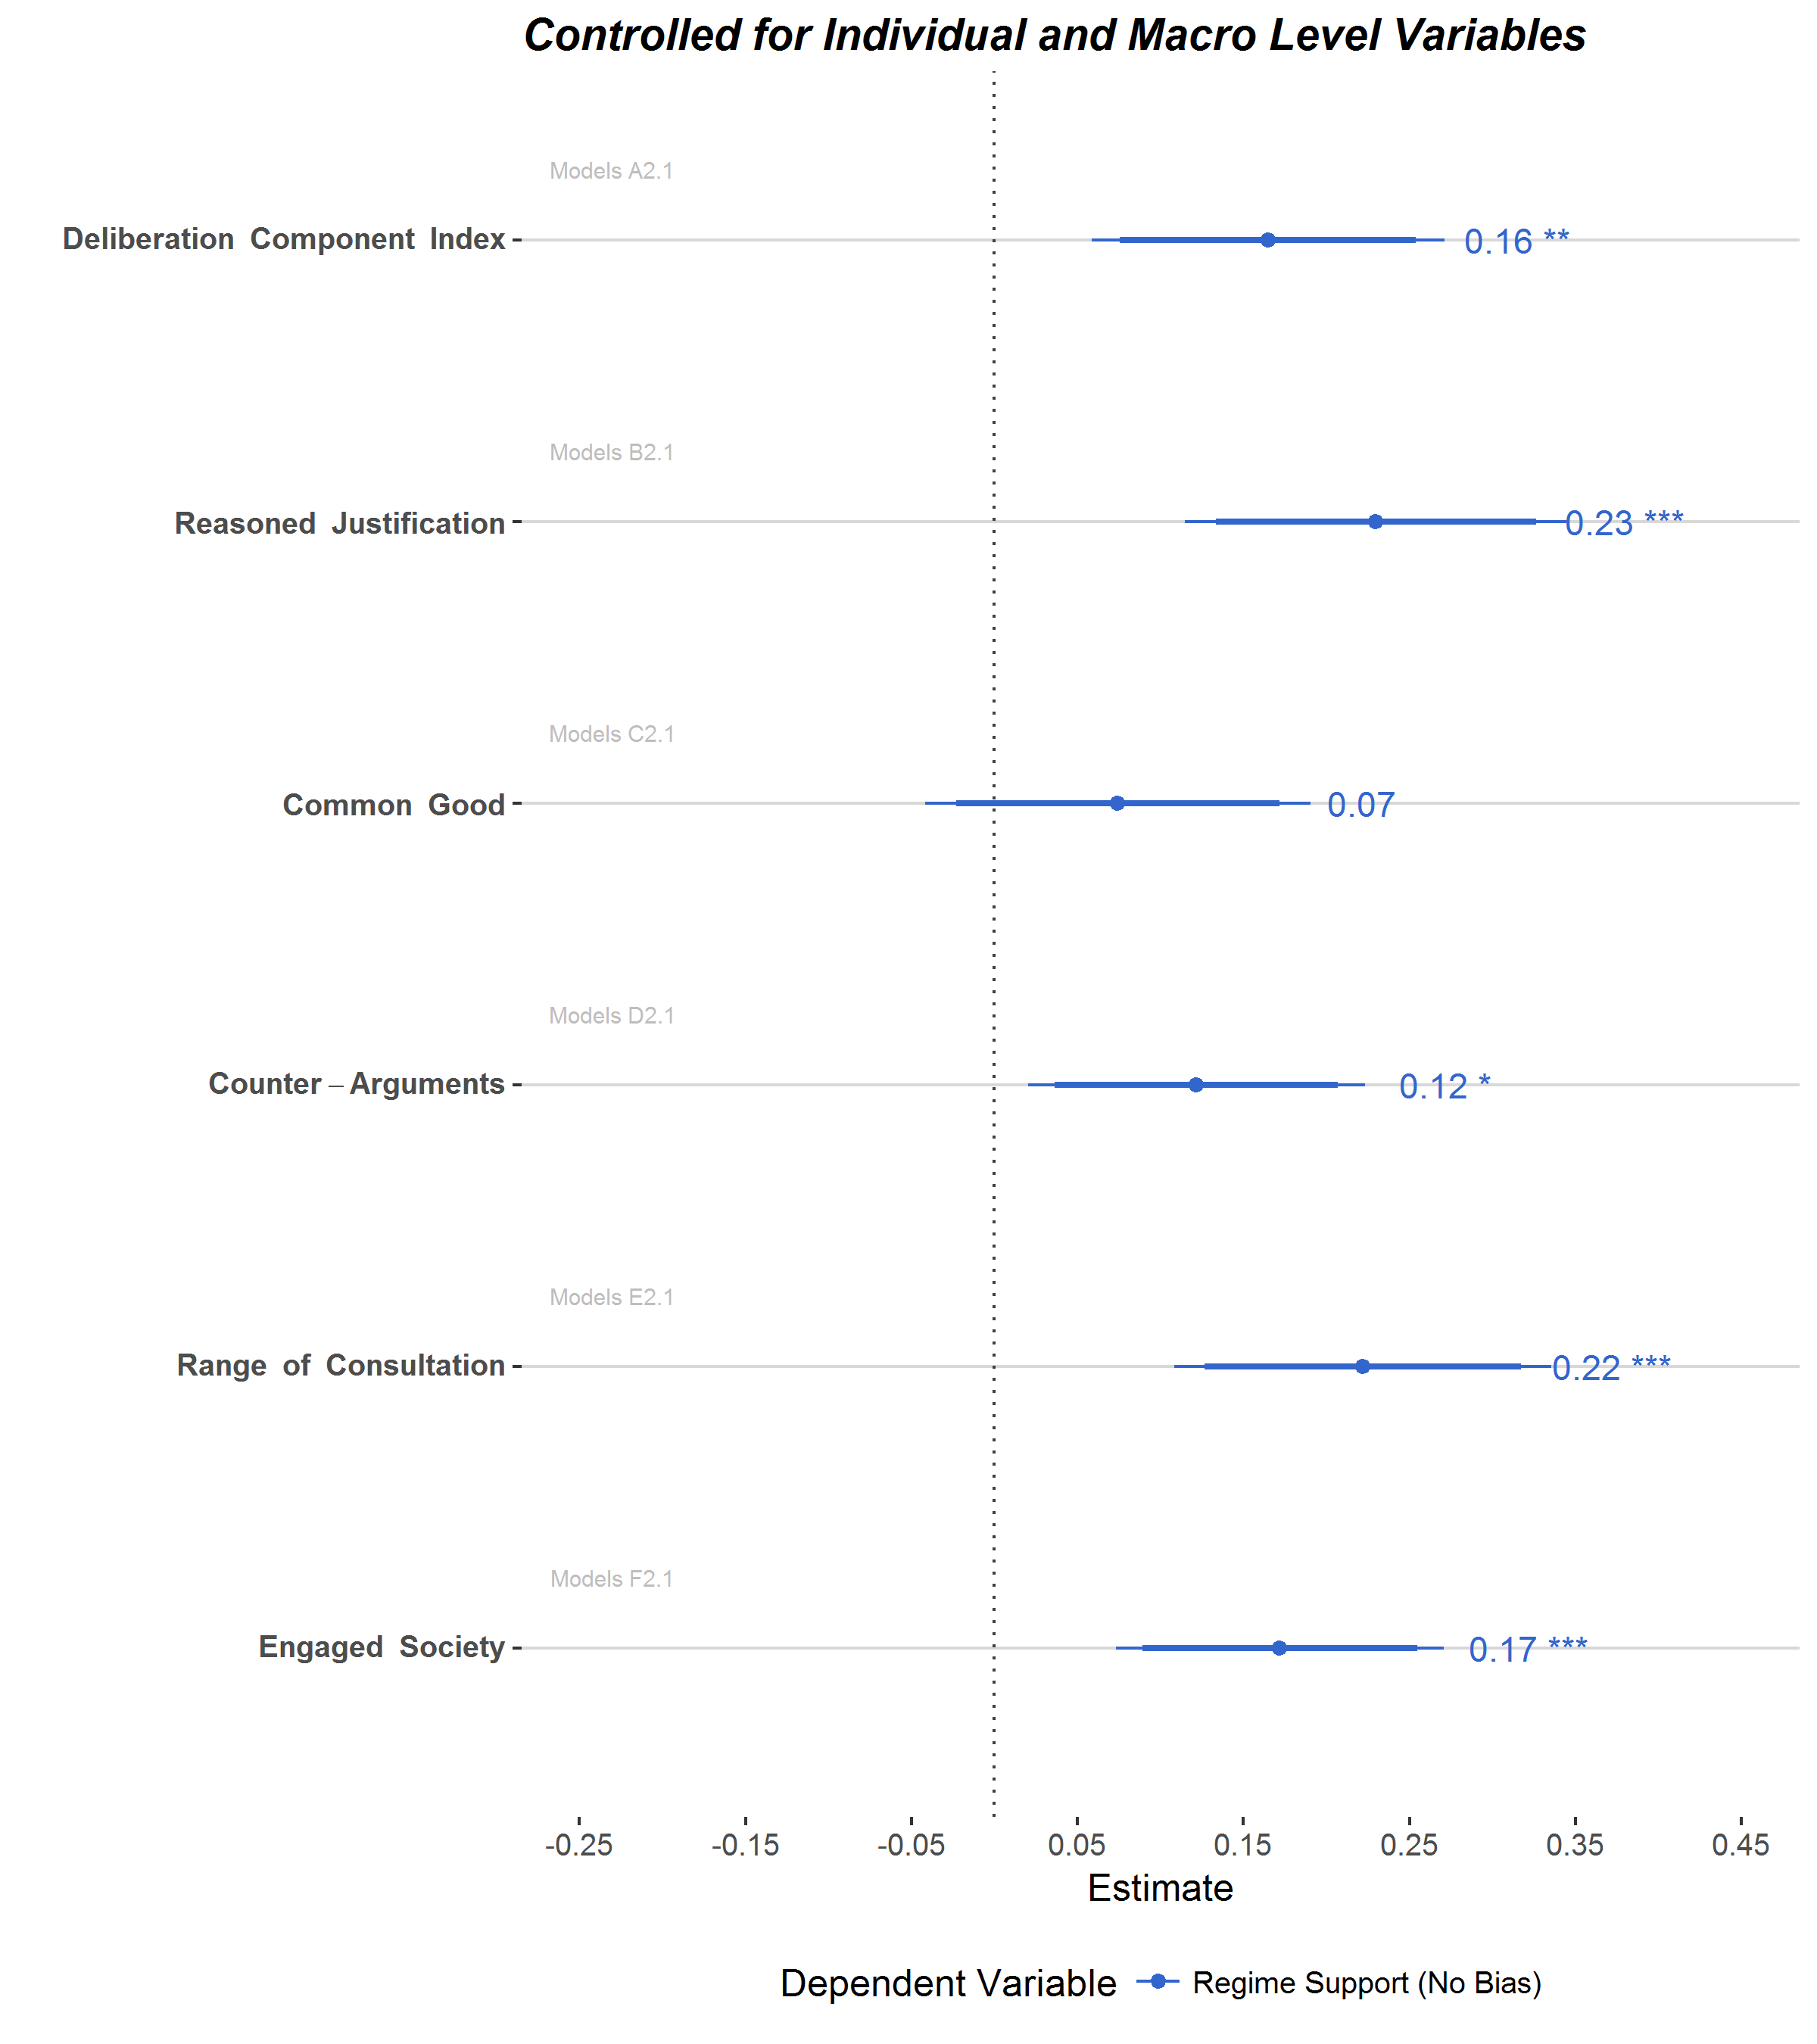 Controlled for Individual and Macro Level Variables
Models A2.1
Deliberation Component Index
0.16 **
Models B2.1
Reasoned Justification
0.23 ***
Models C2.1
Common Good
0.07
Models D2.1
Counter – Arguments
0.12 *
Models E2.1
Range of Consultation
0.22 ***
Models F2.1
Engaged Society
0.17 ***
-0.25 -0.15 -0.05 0.05 0.15 0.25 0.35 0.45
Estimate
Dependent Variable Regime Support (No Bias)